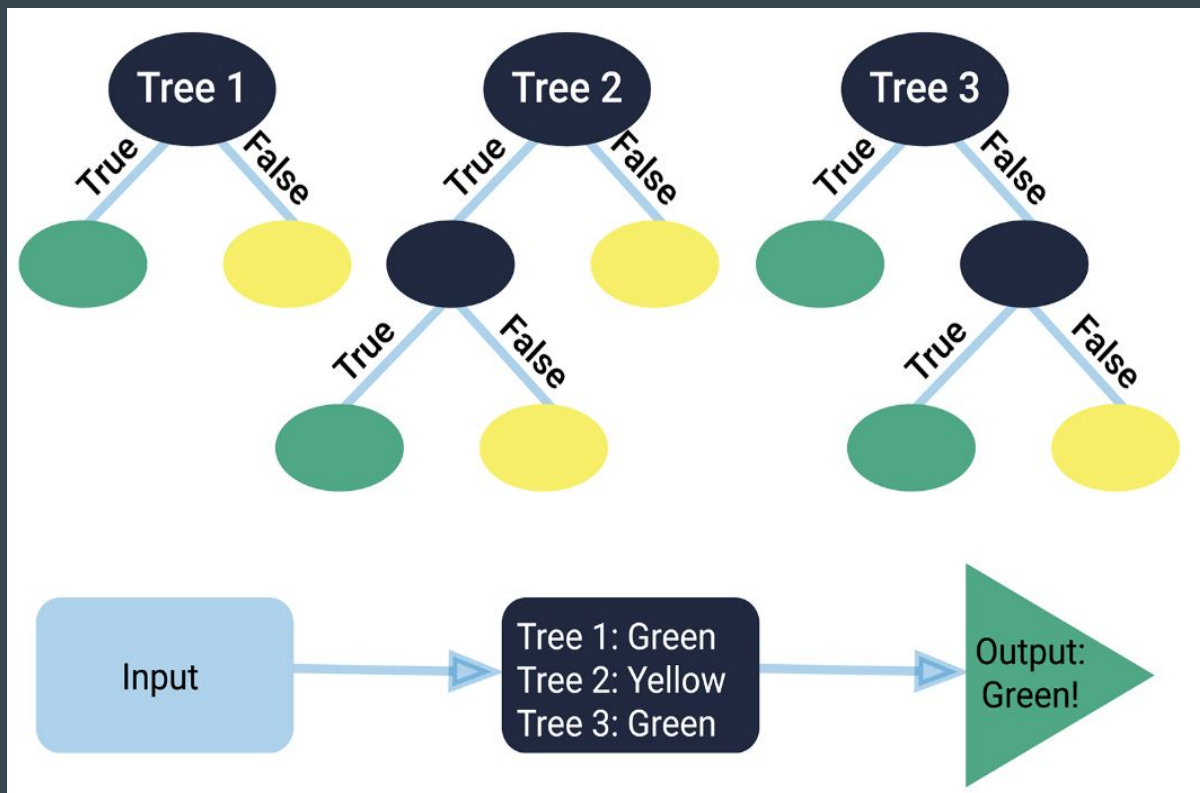 Tree 1
Tree 2
Tree 3
True
False
True
False
True
False
True
False
True
False
Input
Tree 1: Green
Tree 2: Yellow
Tree 3: Green
Output:
Green!